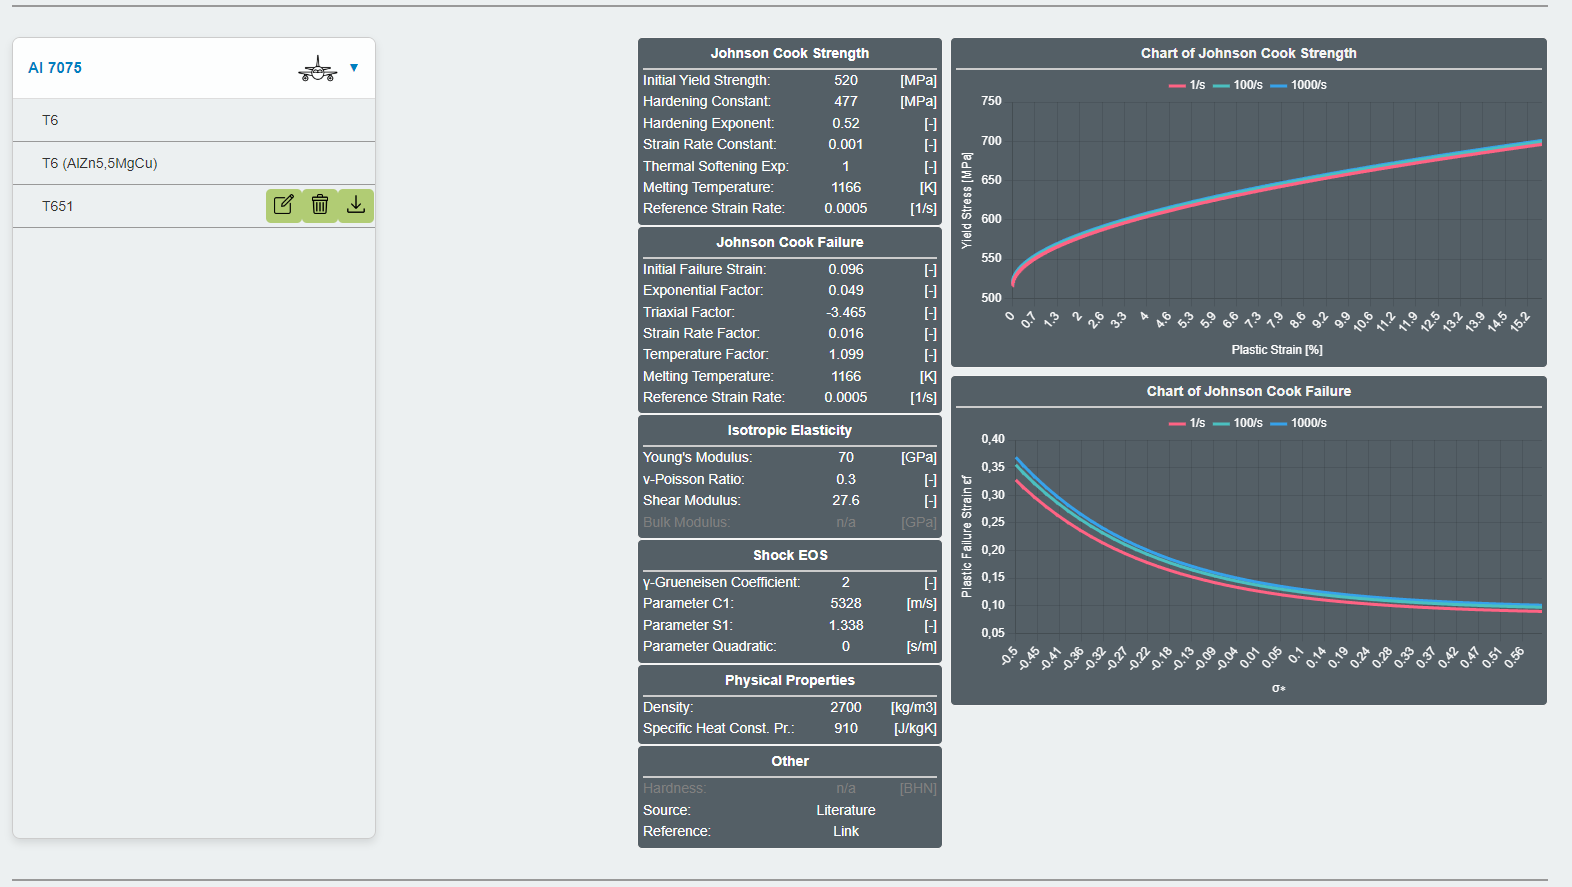 Al 7075
T6
T6 (AlZn5,5MgCu)
T651
Johnson Cook Strength
Initial Yield Strength: 520 [MPa]
Hardening Constant: 477 [MPa]
Hardening Exponent: 0.52 [-]
Strain Rate Constant: 0.001 [-]
Thermal Softening Exp: 1 [-]
Melting Temperature: 1166 [K]
Reference Strain Rate: 0.0005 [1/s]
Johnson Cook Failure
Initial Failure Strain: 0.096 [-]
Exponential Factor: 0.049 [-]
Triaxial Factor: -3.465 [-]
Strain Rate Factor: 0.016 [-]
Temperature Factor: 1.099 [-]
Melting Temperature: 1166 [K]
Reference Strain Rate: 0.0005 [1/s]
Isotropic Elasticity
Young's Modulus: 70 [GPa]
v-Poisson Ratio: 0.3 [-]
Shear Modulus: 27.6 [-]
Bulk Modulus: n/a [GPa]
Shock EOS
γ-Grueneisen Coefficient: 2 [-]
Parameter C1: 5328 [m/s]
Parameter S1: 1.338 [-]
Parameter Quadratic: 0 [s/m]
Physical Properties
Density: 2700 [kg/m3]
Specific Heat Const. Pr.: 910 [J/kgK]
Other
Hardness: n/a [BHN]
Source: Literature
Reference: Link
Chart of Johnson Cook Strength
1/s 100/s 1000/s
750
700
650
600
550
500
Yield Stress [MPa]
0 0.7 1.3 2 2.6 3.3 4 4.6 5.3 5.9 6.6 7.3 7.9 8.6 9.2 9.9 10.6 11.2 11.9 12.5 13.2 13.9 14.5 15.2
Plastic Strain [%]
Chart of Johnson Cook Failure
1/s 100/s 1000/s
0,40
0,35
0,30
0,25
0,20
0,15
0,10
0,05
Plastic Failure Strain εf
-0.5 -0.45 -0.41 -0.36 -0.32 -0.27 -0.22 -0.18 -0.13 -0.09 -0.04 0.01 0.05 0.1 0.14 0.19 0.24 0.28 0.33 0.37 0.42 0.47 0.51 0.56
σ*